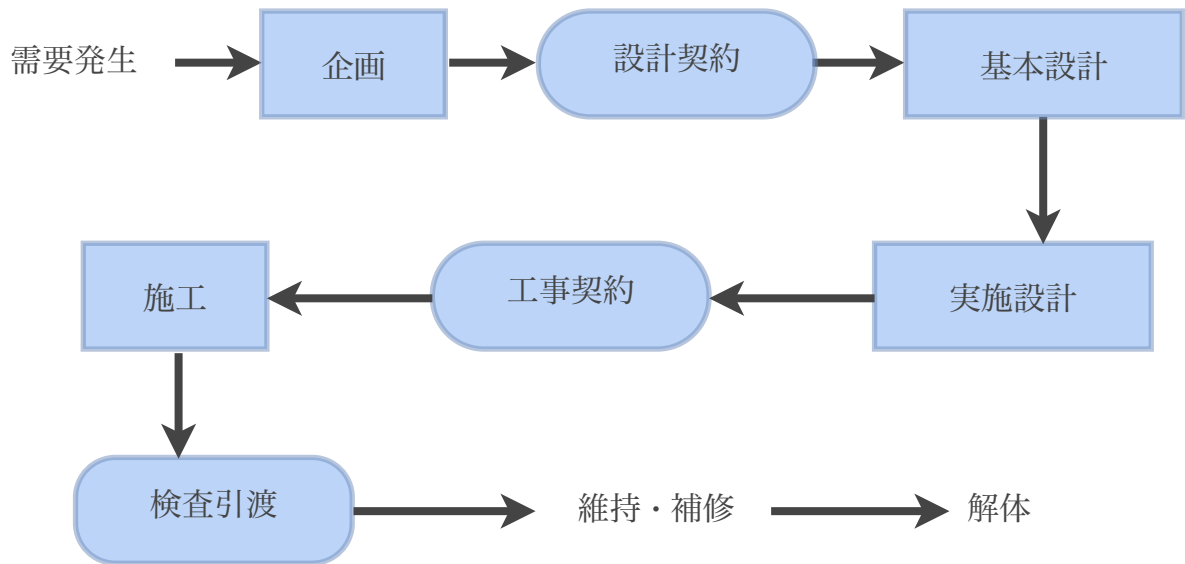 需要発生
企画
設計契約
基本設計
実施設計
工事契約
施工
検査引渡
維持・補修
解体